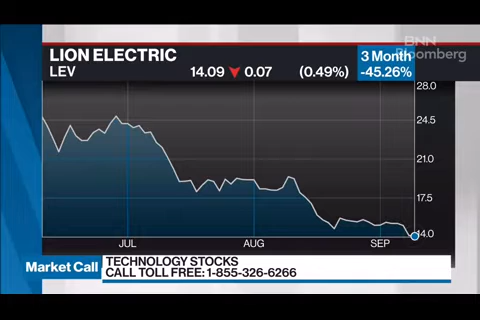 BNN
Bloomberg
LION ELECTRIC
LEV
14.09 ▼ 0.07 (0.49%)
3 Month
-45.26%
28.0
24.5
21.0
17.5
14.0
JUL AUG SEP
Market Call
TECHNOLOGY STOCKS
CALL TOLL FREE: 1-855-326-6266